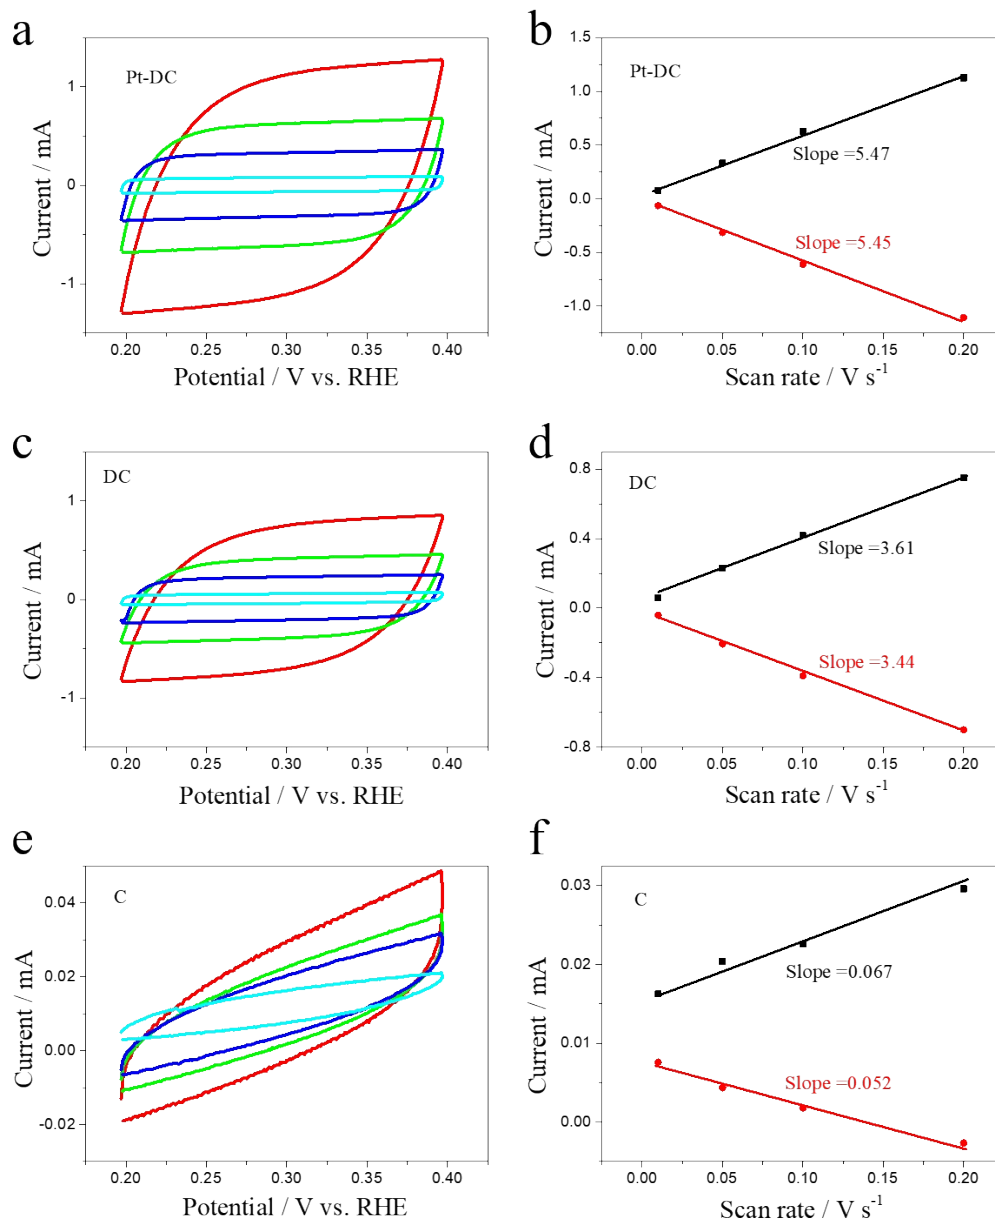 a
Pt-DC
1
0
-1
Current / mA
0.20 0.25 0.30 0.35 0.40
Potential / V vs. RHE
b
Pt-DC
1.5
1.0
0.5
0.0
-0.5
-1.0
Current / mA
Slope =5.47
Slope =5.45
0.00 0.05 0.10 0.15 0.20
Scan rate / V s⁻¹
c
DC
1
0
-1
Current / mA
0.20 0.25 0.30 0.35 0.40
Potential / V vs. RHE
d
DC
0.8
0.4
0.0
-0.4
-0.8
Current / mA
Slope =3.61
Slope =3.44
0.00 0.05 0.10 0.15 0.20
Scan rate / V s⁻¹
e
C
0.04
0.02
0.00
-0.02
Current / mA
0.20 0.25 0.30 0.35 0.40
Potential / V vs. RHE
f
C
0.03
0.02
0.01
0.00
Current / mA
Slope =0.067
Slope =0.052
0.00 0.05 0.10 0.15 0.20
Scan rate / V s⁻¹